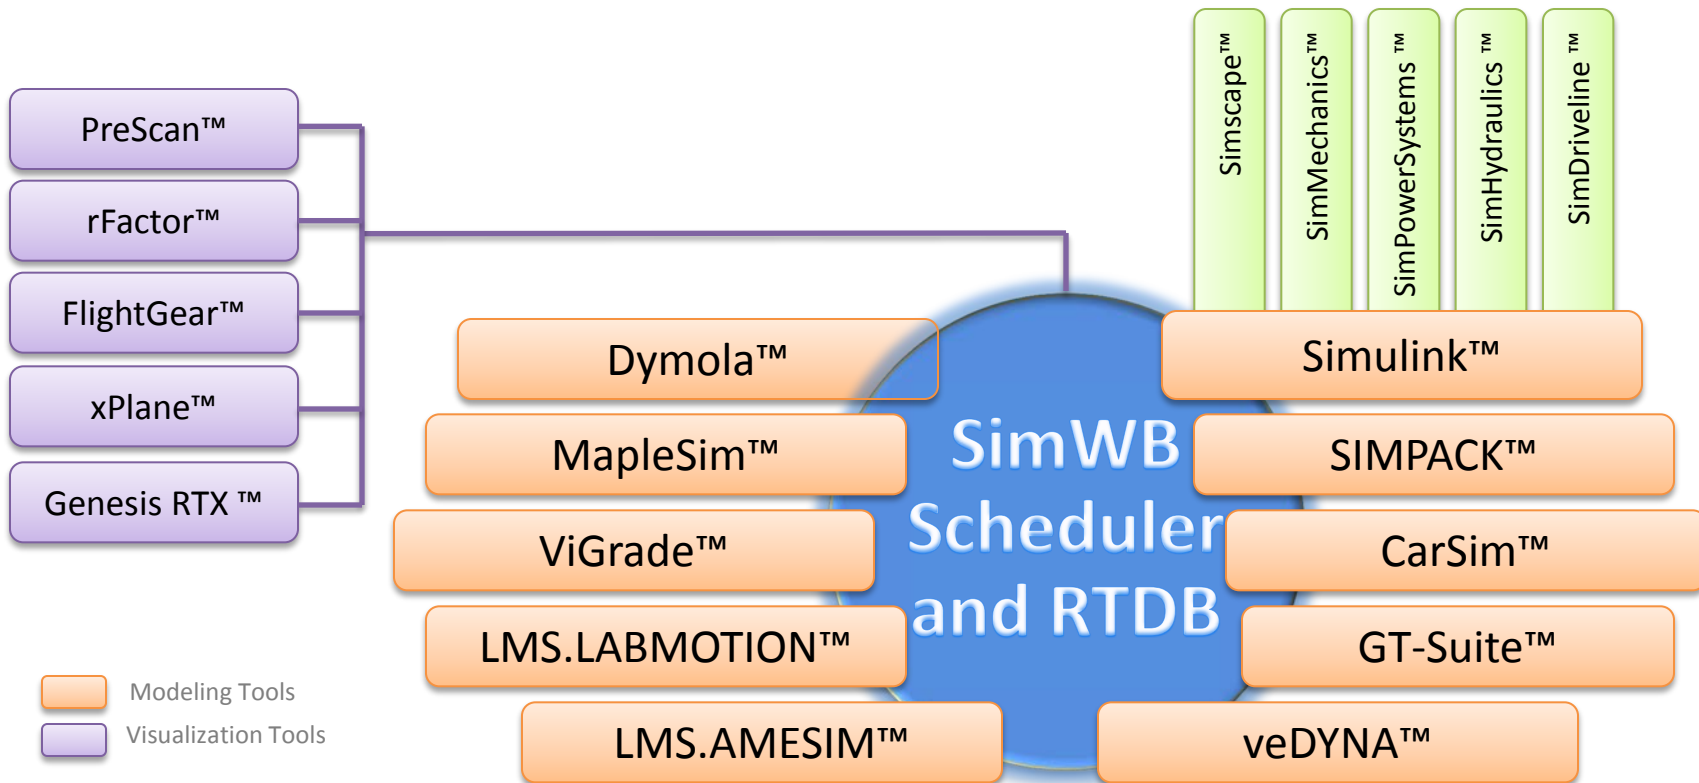 PreScan™
rFactor™
FlightGear™
xPlane™
Genesis RTX ™
Simscape™
SimMechanics™
SimPowerSystems ™
SimHydraulics ™
SimDriveline ™
Dymola™
MapleSim™
ViGrade™
LMS.LABMOTION™
LMS.AMESIM™
SimWB
Scheduler
and RTDB
Simulink™
SIMPACK™
CarSim™
GT-Suite™
veDYNA™
Modeling Tools
Visualization Tools